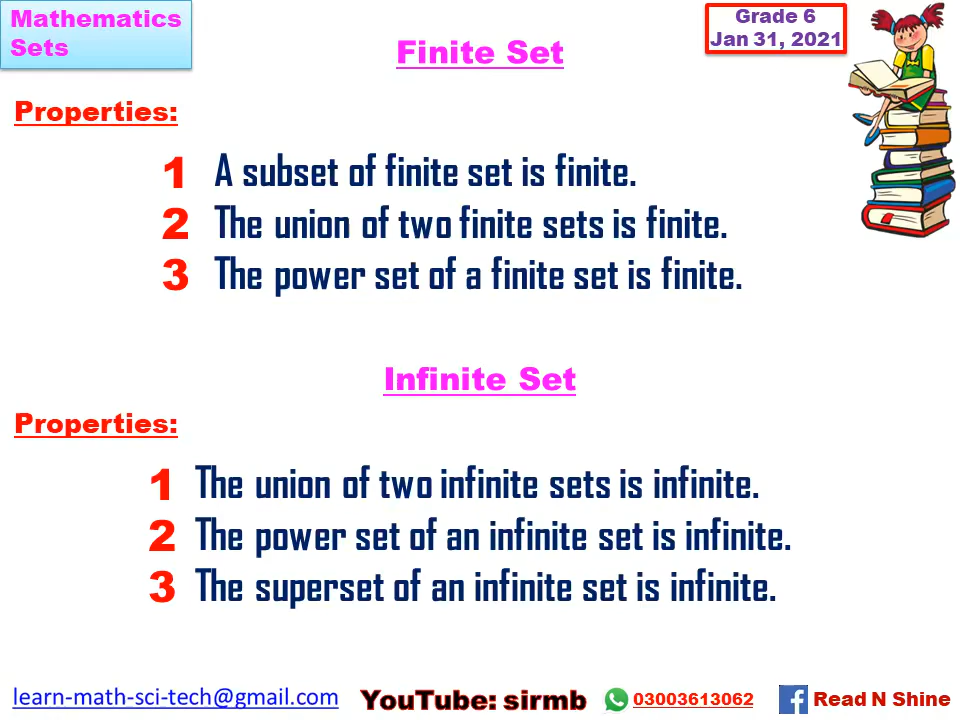 Mathematics
Sets
Grade 6
Jan 31, 2021
Finite Set
Properties:
1 A subset of finite set is finite.
2 The union of two finite sets is finite.
3 The power set of a finite set is finite.
Infinite Set
Properties:
1 The union of two infinite sets is infinite.
2 The power set of an infinite set is infinite.
3 The superset of an infinite set is infinite.
learn-math-sci-tech@gmail.com YouTube: sirmb 03003613062 Read N Shine